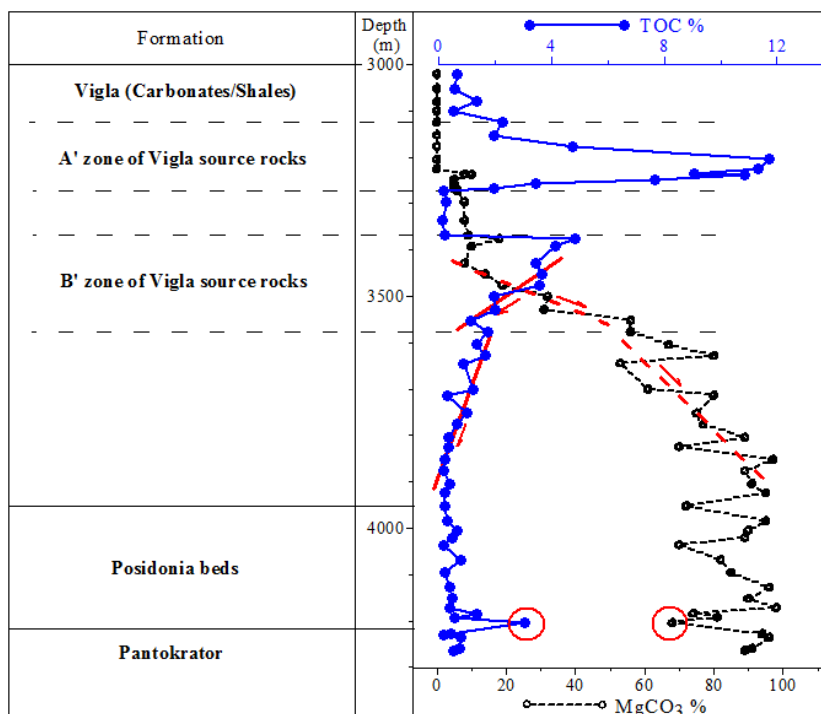 Formation
Depth
(m)
TOC %
0 4 8 12
3000
Vigla (Carbonates/Shales)
A' zone of Vigla source rocks
B' zone of Vigla source rocks
3500
4000
Posidonia beds
Pantokrator
0 20 40 60 80 100
MgCO3 %